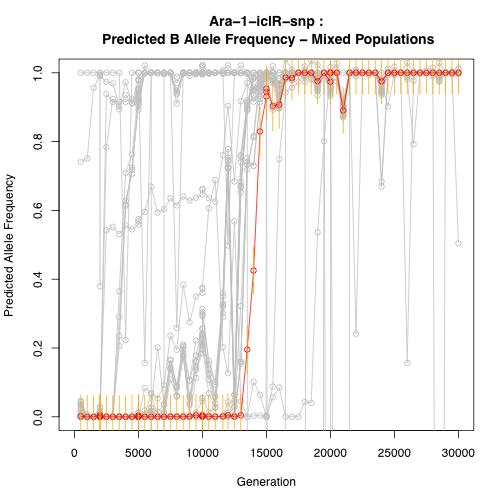 Ara−1−iclR−snp :
Predicted B Allele Frequency − Mixed Populations
Predicted Allele Frequency
1.0
0.8
0.6
0.4
0.2
0.0
0 5000 10000 15000 20000 25000 30000
Generation